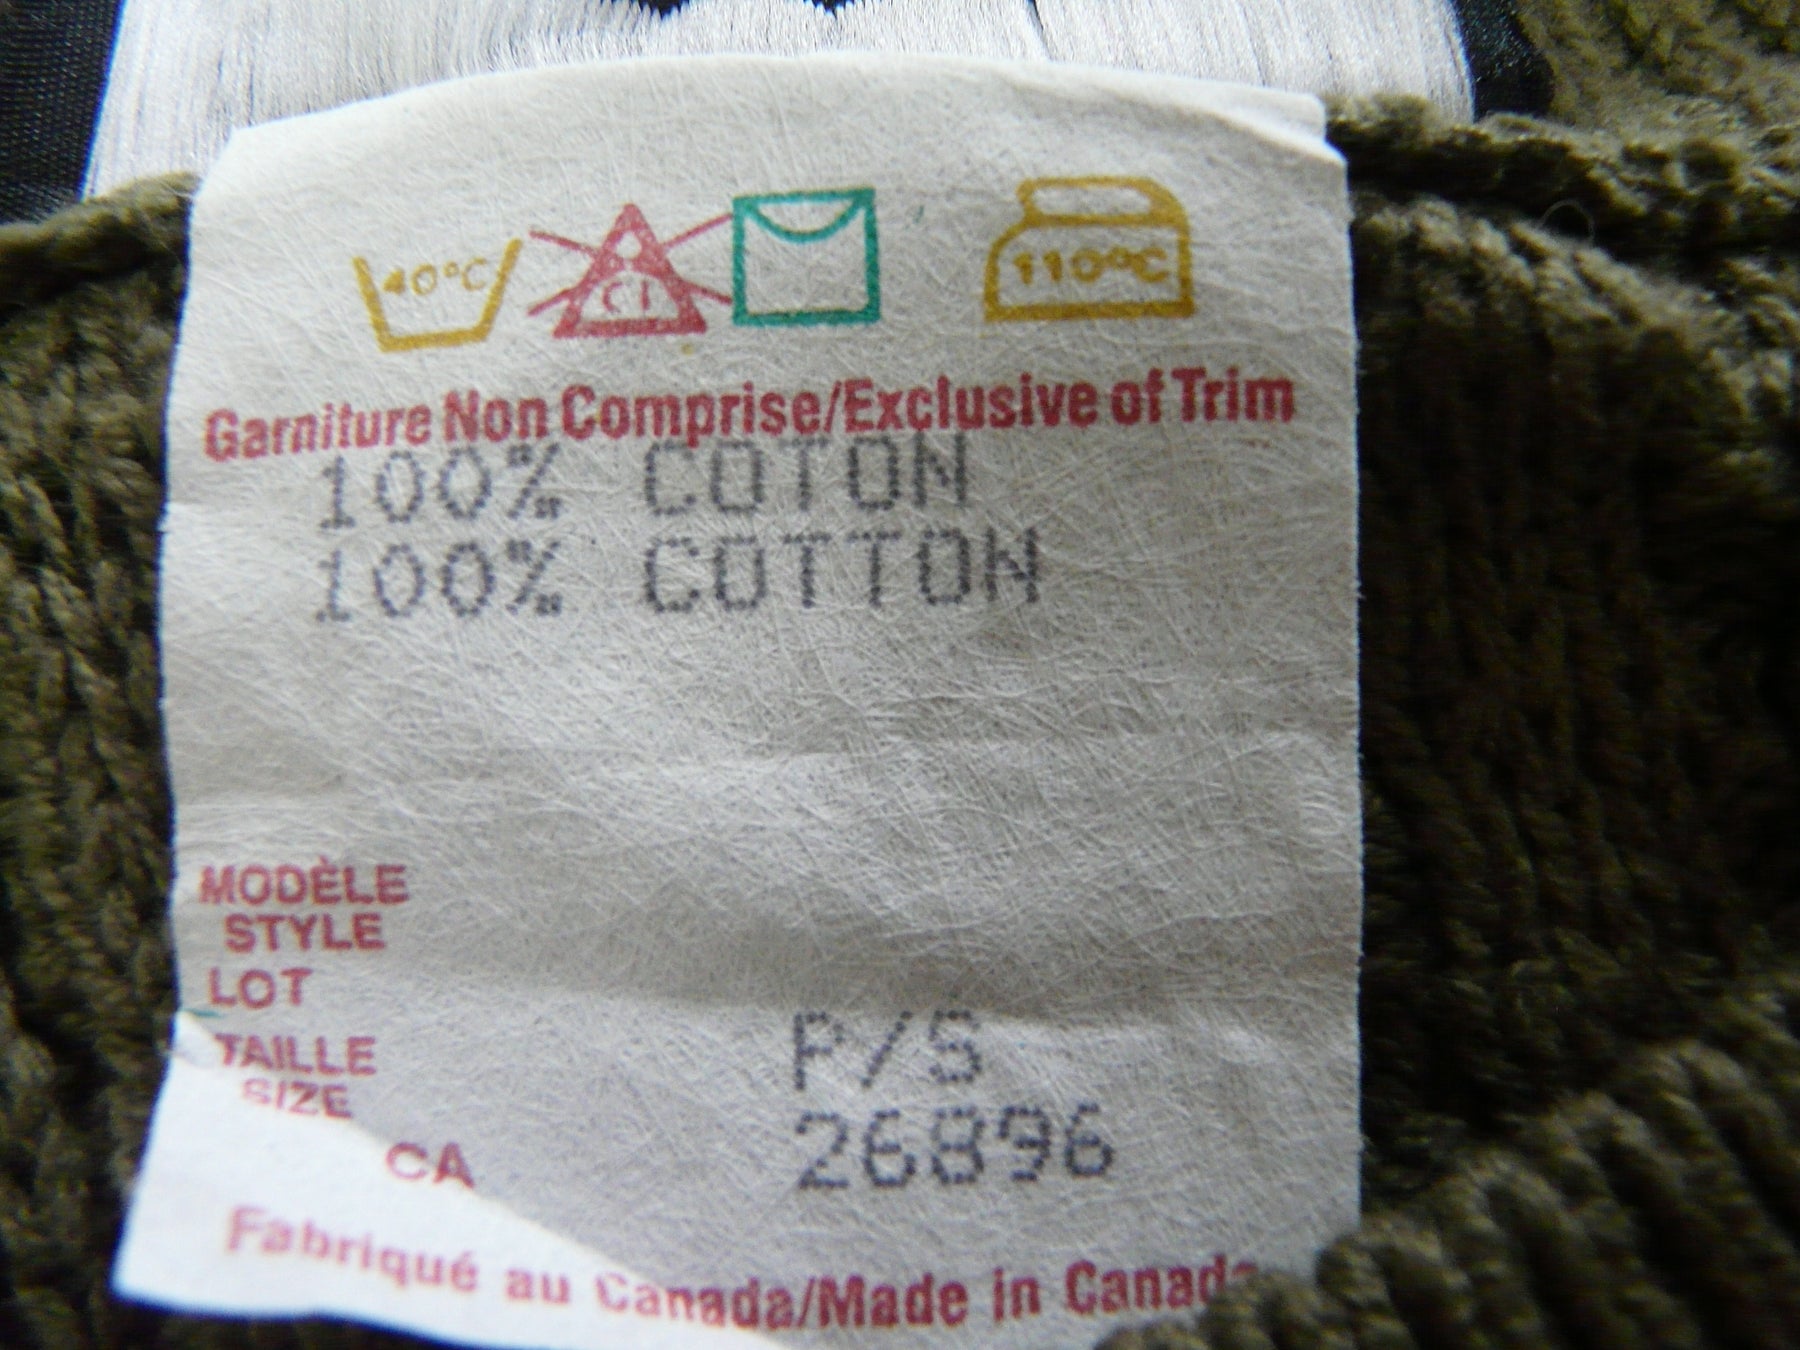 40°C Cl 110°C
Garniture Non Comprise/Exclusive of Trim
100% COTON
100% COTTON
MODÈLE
STYLE
LOT
TAILLE P/S
SIZE
CA 26896
Fabriqué au Canada/Made in Canada